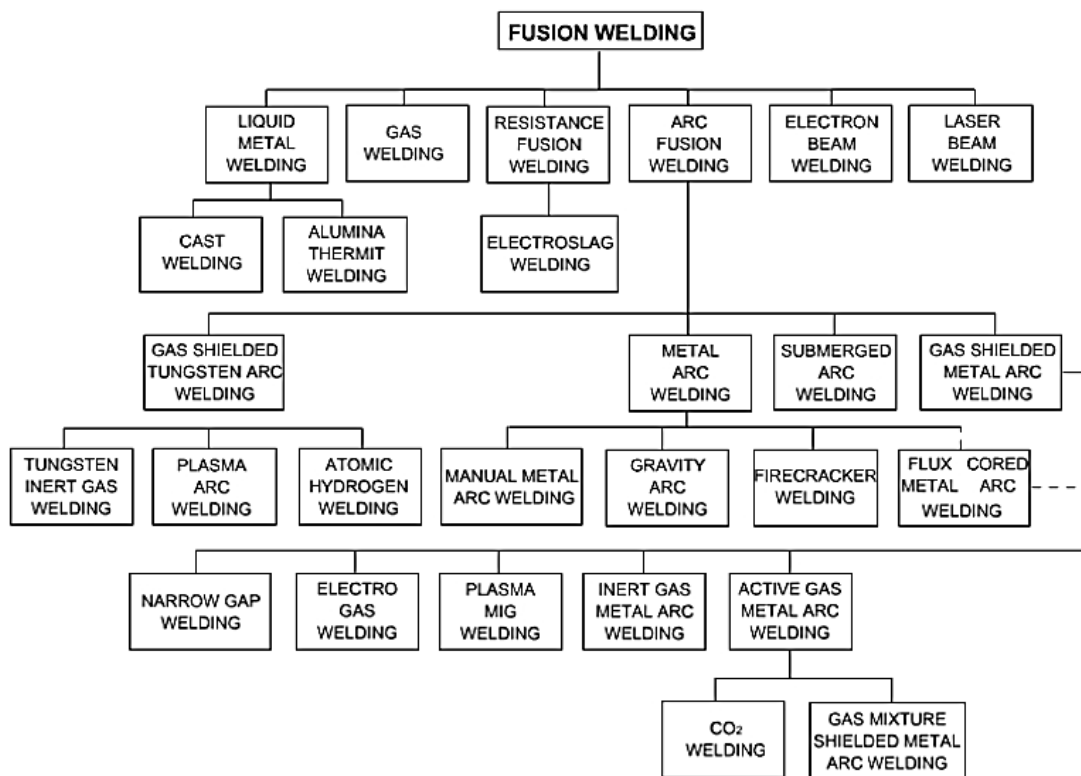 FUSION WELDING
LIQUID
METAL
WELDING
GAS
WELDING
RESISTANCE
FUSION
WELDING
ARC
FUSION
WELDING
ELECTRON
BEAM
WELDING
LASER
BEAM
WELDING
CAST
WELDING
ALUMINA
THERMIT
WELDING
ELECTROSLAG
WELDING
GAS SHIELDED
TUNGSTEN ARC
WELDING
METAL
ARC
WELDING
SUBMERGED
ARC
WELDING
GAS SHIELDED
METAL ARC
WELDING
TUNGSTEN
INERT GAS
WELDING
PLASMA
ARC
WELDING
ATOMIC
HYDROGEN
WELDING
MANUAL METAL
ARC WELDING
GRAVITY
ARC
WELDING
FIRECRACKER
WELDING
FLUX CORED
METAL ARC
WELDING
NARROW GAP
WELDING
ELECTRO
GAS
WELDING
PLASMA
MIG
WELDING
INERT GAS
METAL ARC
WELDING
ACTIVE GAS
METAL ARC
WELDING
CO₂
WELDING
GAS MIXTURE
SHIELDED METAL
ARC WELDING